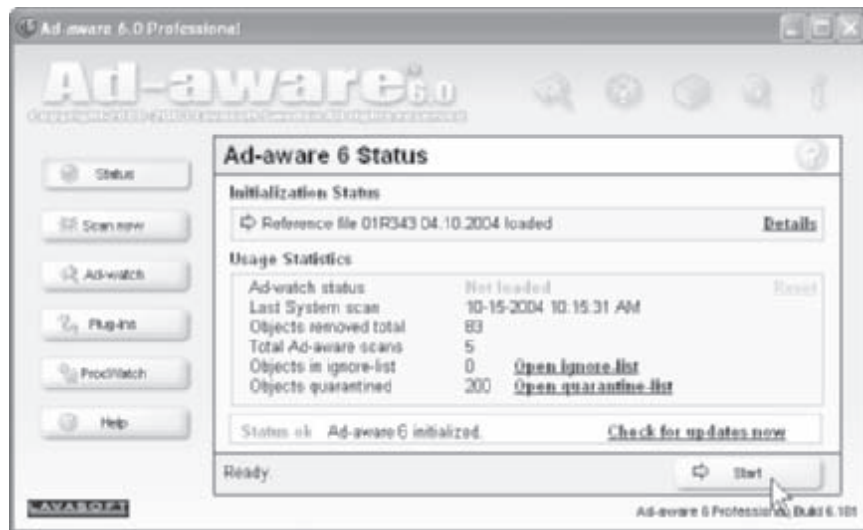 Ad-aware 6.0 Professional
Ad-aware 6.0
Status
Scan now
Ad-watch
Plug-ins
ProcWatch
Help
Ad-aware 6 Status
Initialization Status
Reference file 01R343 04.10.2004 loaded Details
Usage Statistics
Ad-watch status Not loaded Reset
Last System scan 10-15-2004 10:15:31 AM
Objects removed total 83
Total Ad-aware scans 5
Objects in ignore-list 0 Open ignore-list
Objects quarantined 200 Open quarantine-list
Status ok Ad-aware 6 initialized. Check for updates now
Ready. Start
LAVASOFT
Ad-aware 6 Professional, Build 6.181